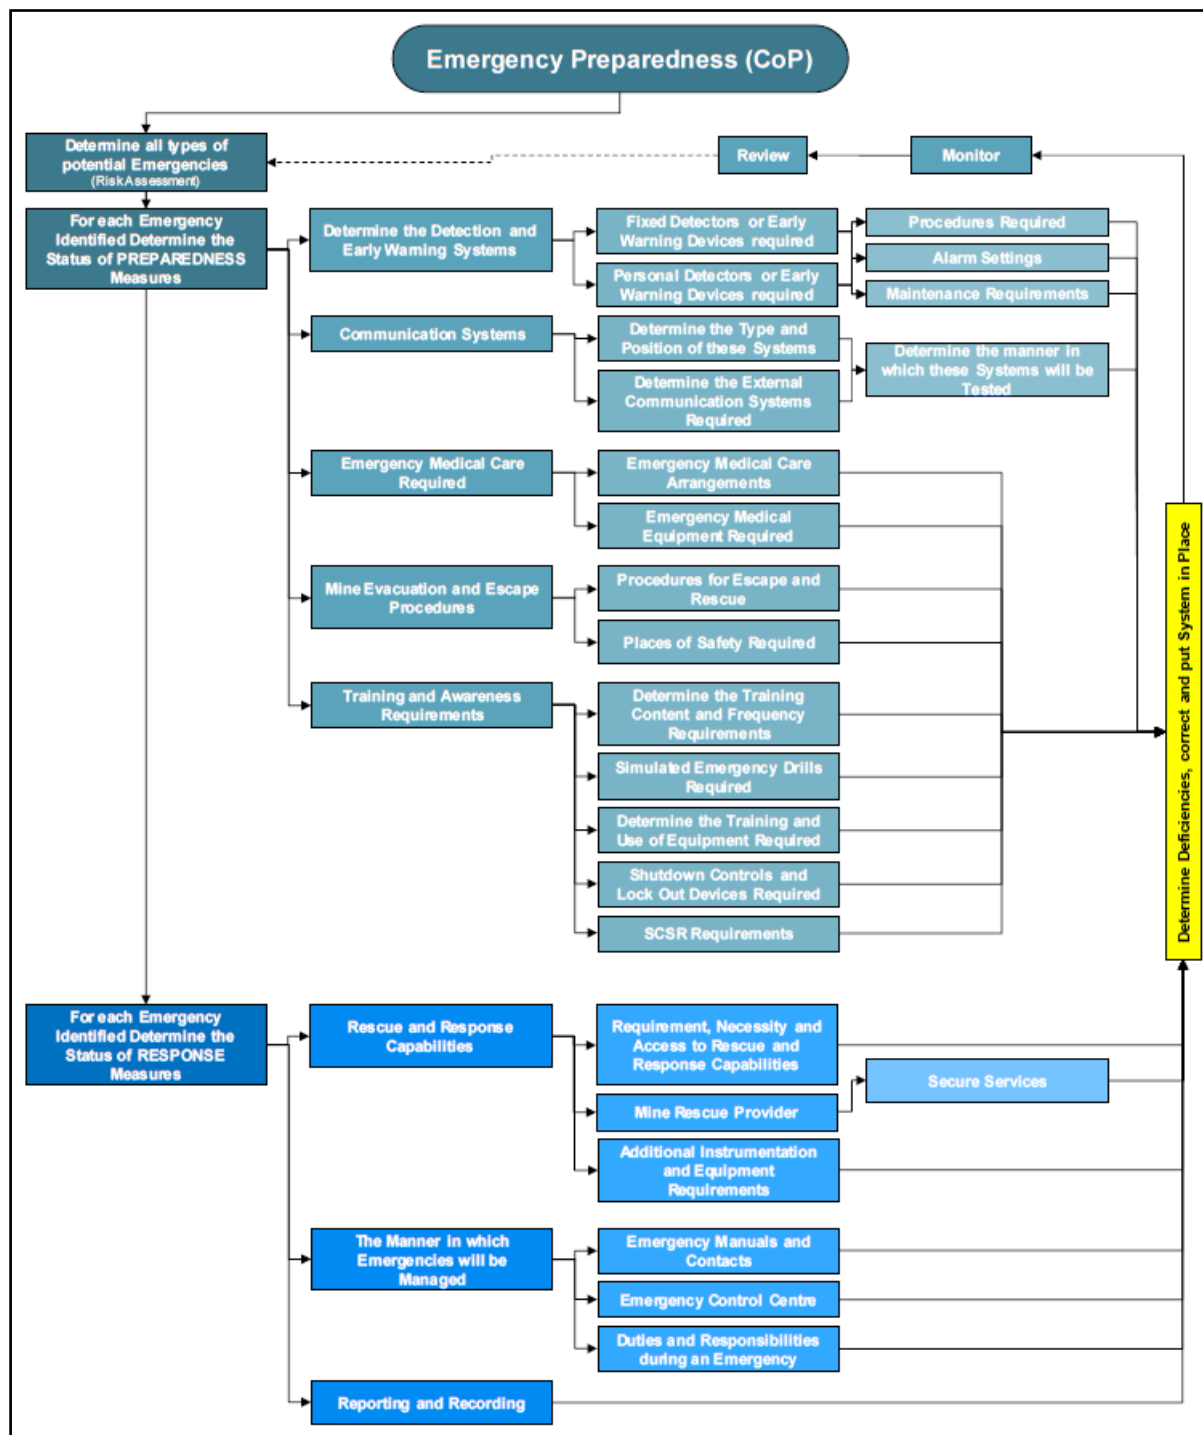 Emergency Preparedness (CoP)
Determine all types of
potential Emergencies
(Risk Assessment)
Review
Monitor
For each Emergency
Identified Determine the
Status of PREPAREDNESS
Measures
Determine the Detection and
Early Warning Systems
Fixed Detectors or Early
Warning Devices required
Personal Detectors or Early
Warning Devices required
Procedures Required
Alarm Settings
Maintenance Requirements
Communication Systems
Determine the Type and
Position of these Systems
Determine the External
Communication Systems
Required
Determine the manner in
which these Systems will be
Tested
Emergency Medical Care
Required
Emergency Medical Care
Arrangements
Emergency Medical
Equipment Required
Mine Evacuation and Escape
Procedures
Procedures for Escape and
Rescue
Places of Safety Required
Training and Awareness
Requirements
Determine the Training
Content and Frequency
Requirements
Simulated Emergency Drills
Required
Determine the Training and
Use of Equipment Required
Shutdown Controls and
Lock Out Devices Required
SCSR Requirements
Determine Deficiencies, correct and put System in Place
For each Emergency
Identified Determine the
Status of RESPONSE
Measures
Rescue and Response
Capabilities
Requirement, Necessity and
Access to Rescue and
Response Capabilities
Mine Rescue Provider
Secure Services
Additional Instrumentation
and Equipment
Requirements
The Manner in which
Emergencies will be
Managed
Emergency Manuals and
Contacts
Emergency Control Centre
Duties and Responsibilities
during an Emergency
Reporting and Recording